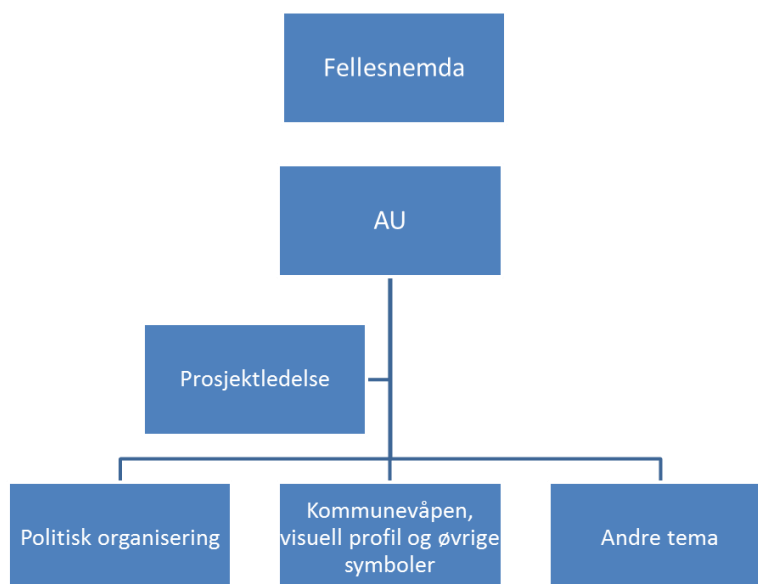 Fellesnemda
AU
Prosjektledelse
Politisk organisering
Kommunevåpen,
visuell profil og øvrige
symboler
Andre tema